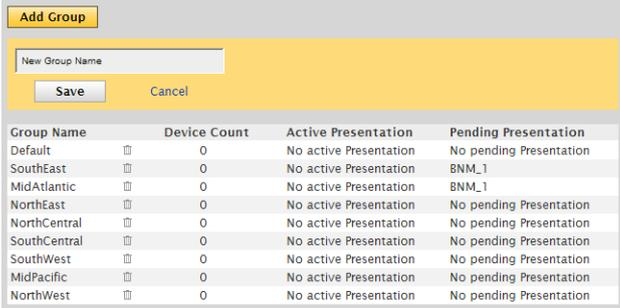 Add Group
New Group Name
Save Cancel
Group Name Device Count Active Presentation Pending Presentation
Default 0 No active Presentation No pending Presentation
SouthEast 0 No active Presentation BNM_1
MidAtlantic 0 No active Presentation BNM_1
NorthEast 0 No active Presentation No pending Presentation
NorthCentral 0 No active Presentation No pending Presentation
SouthCentral 0 No active Presentation No pending Presentation
SouthWest 0 No active Presentation No pending Presentation
MidPacific 0 No active Presentation No pending Presentation
NorthWest 0 No active Presentation No pending Presentation